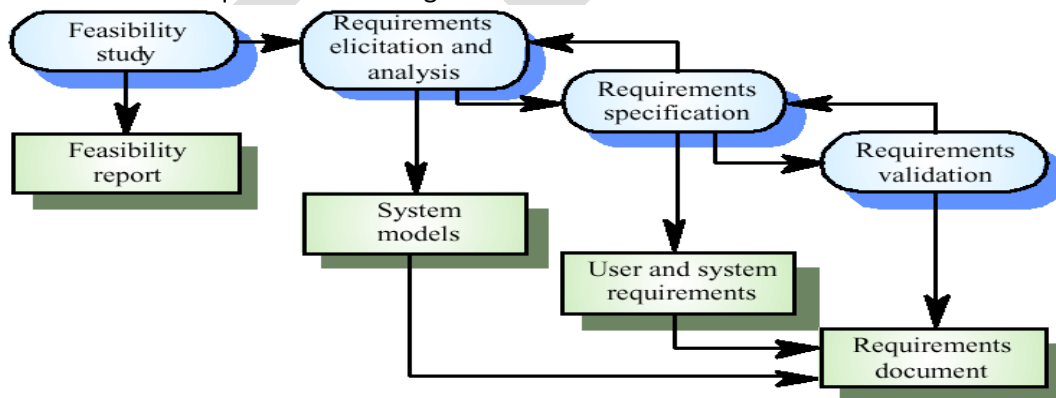 Feasibility
study
Requirements
elicitation and
analysis
Requirements
specification
Requirements
validation
Feasibility
report
System
models
User and system
requirements
Requirements
document